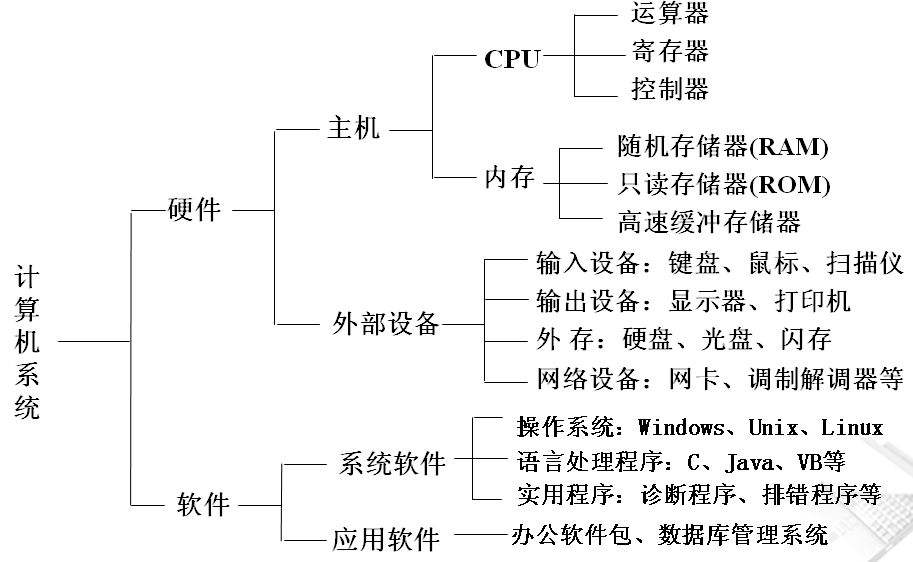 计算机系统
硬件
主机
CPU
运算器
寄存器
控制器
内存
随机存储器(RAM)
只读存储器(ROM)
高速缓冲存储器
外部设备
输入设备：键盘、鼠标、扫描仪
输出设备：显示器、打印机
外 存：硬盘、光盘、闪存
网络设备：网卡、调制解调器等
软件
系统软件
操作系统：Windows、Unix、Linux
语言处理程序：C、Java、VB等
实用程序：诊断程序、排错程序等
应用软件
办公软件包、数据库管理系统